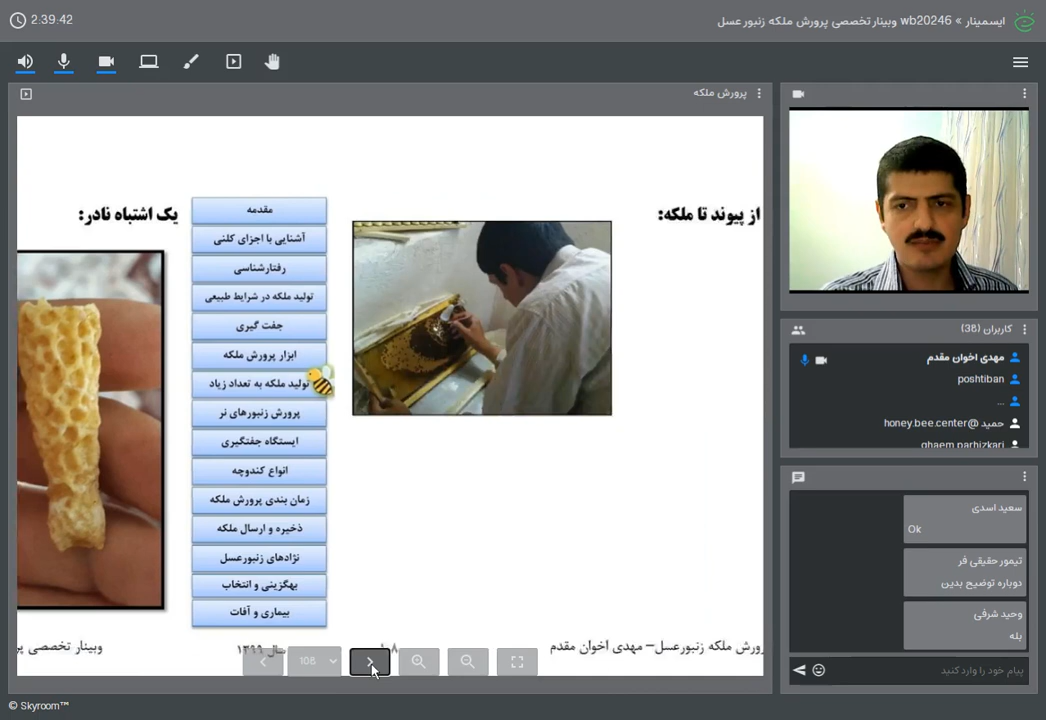 2:39:42
ایسمینار » wb20246 وبینار تخصصی پرورش ملکه زنبور عسل
پرورش ملکه
از پیوند تا ملکه:
یک اشتباه نادر:
مقدمه
آشنایی با اجزای کلنی
رفتارشناسی
تولید ملکه در شرایط طبیعی
جفت گیری
ابزار پرورش ملکه
تولید ملکه به تعداد زیاد
پرورش زنبورهای نر
ایستگاه جفتگیری
انواع کندوچه
زمان بندی پرورش ملکه
ذخیره و ارسال ملکه
نژادهای زنبورعسل
بهگزینی و انتخاب
بیماری و آفات
پرورش ملکه زنبورعسل– مهدی اخوان مقدم
سال ۱۳۹۹
وبینار تخصصی پر
108
کاربران (38)
مهدی اخوان مقدم
poshtiban
...
حمید @honey.bee.center
ghaem parhizkari
سعید اسدی
Ok
تیمور حقیقی فر
دوباره توضیح بدین
وحید شرفی
بله
پیام خود را وارد کنید
© Skyroom™